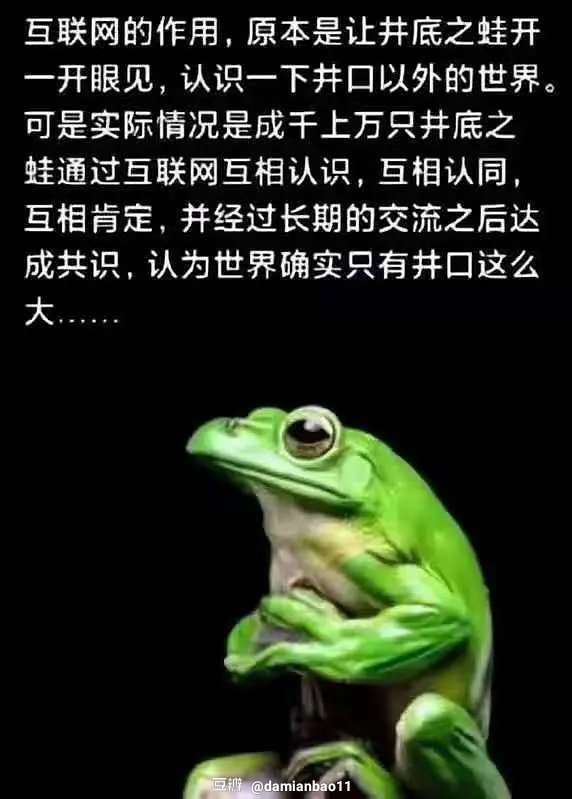 互联网的作用，原本是让井底之蛙开
一开眼见，认识一下井口以外的世界。
可是实际情况是成千上万只井底之
蛙通过互联网互相认识，互相认同，
互相肯定，并经过长期的交流之后达
成共识，认为世界确实只有井口这么
大......
豆瓣 @damianbao11